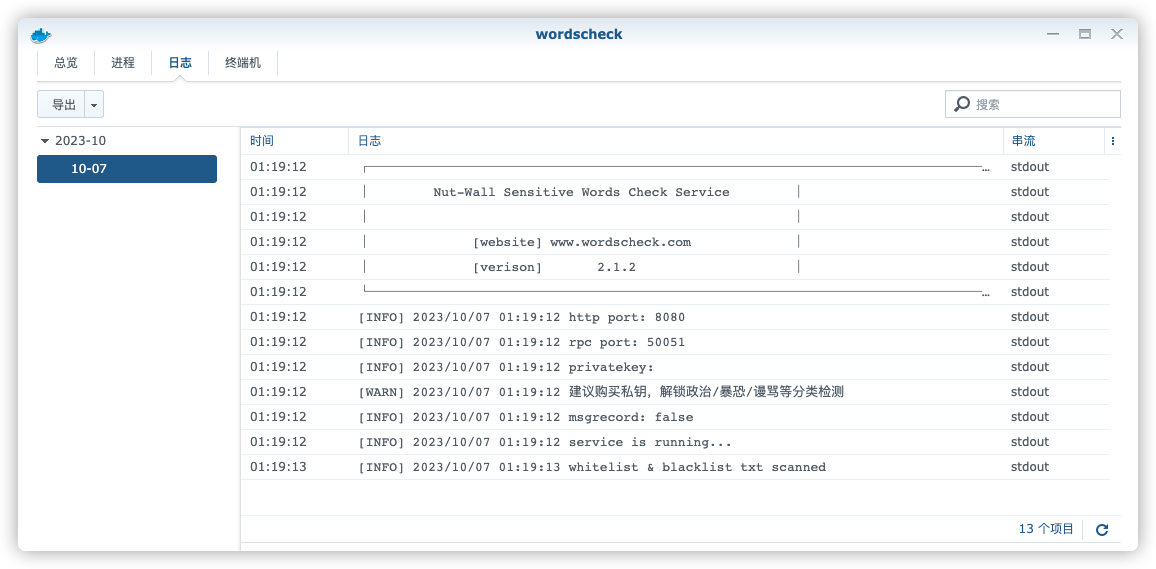 wordscheck
总览 进程 日志 终端机
导出 搜索
2023-10
10-07
时间 日志 串流
01:19:12 ┌──────────... stdout
01:19:12 | Nut-Wall Sensitive Words Check Service | stdout
01:19:12 | | stdout
01:19:12 | [website] www.wordscheck.com | stdout
01:19:12 | [verison] 2.1.2 | stdout
01:19:12 └──────────... stdout
01:19:12 [INFO] 2023/10/07 01:19:12 http port: 8080 stdout
01:19:12 [INFO] 2023/10/07 01:19:12 rpc port: 50051 stdout
01:19:12 [INFO] 2023/10/07 01:19:12 privatekey: stdout
01:19:12 [WARN] 2023/10/07 01:19:12 建议购买私钥，解锁政治/暴恐/谩骂等分类检测 stdout
01:19:12 [INFO] 2023/10/07 01:19:12 msgrecord: false stdout
01:19:12 [INFO] 2023/10/07 01:19:12 service is running... stdout
01:19:13 [INFO] 2023/10/07 01:19:13 whitelist & blacklist txt scanned stdout
13 个项目